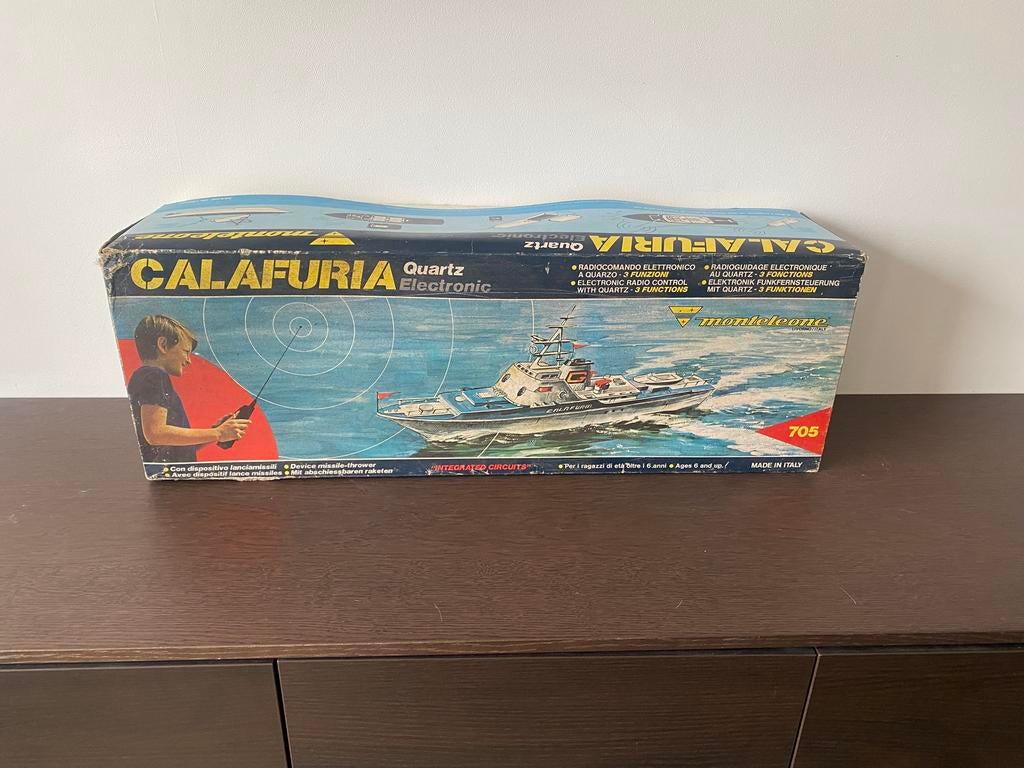 monteleone
CALAFURIA Quartz Electronic
CALAFURIA Quartz
Electronic
• RADIOCOMANDO ELETTRONICO
A QUARZO - 3 FUNZIONI
• ELECTRONIC RADIO CONTROL
WITH QUARTZ - 3 FUNCTIONS
• RADIOGUIDAGE ELECTRONIQUE
AU QUARTZ - 3 FONCTIONS
• ELEKTRONIK FUNKFERNSTEUERUNG
MIT QUARTZ - 3 FUNKTIONEN
monteleone
CALAFURIA
705
• Con dispositivo lanciamissili • Device missile-thrower
• Avec dispositif lance missiles • Mit abschiessbaren raketen
"INTEGRATED CIRCUITS"
• Per i ragazzi di età oltre i 6 anni • Ages 6 and up.
MADE IN ITALY